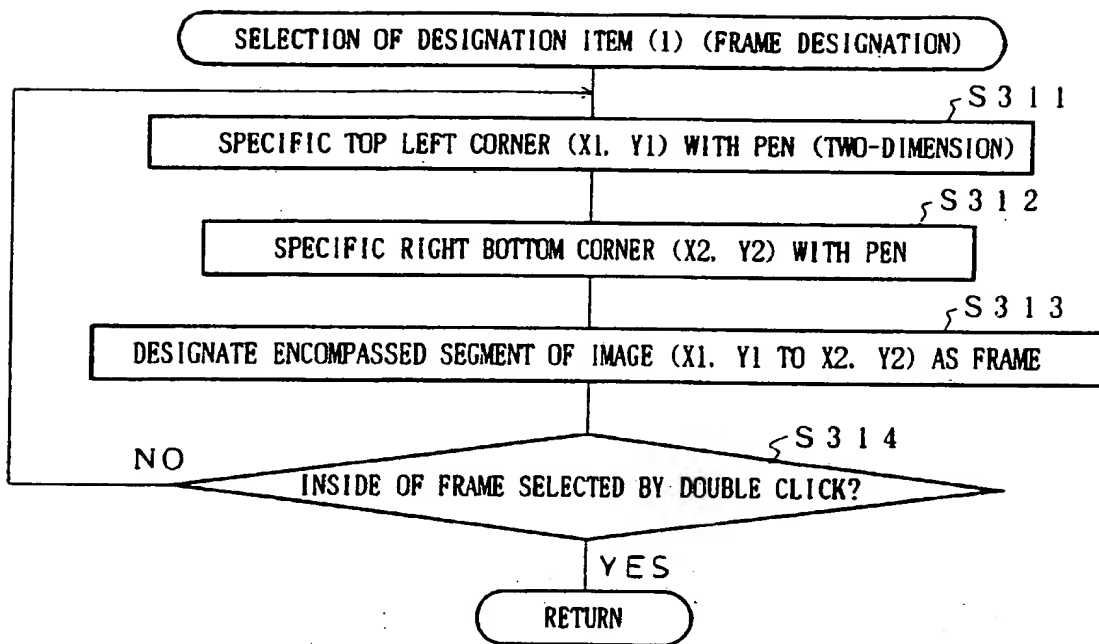 SELECTION OF DESIGNATION ITEM (1) (FRAME DESIGNATION)
S311
SPECIFIC TOP LEFT CORNER (X1. Y1) WITH PEN (TWO-DIMENSION)
S312
SPECIFIC RIGHT BOTTOM CORNER (X2. Y2) WITH PEN
S313
DESIGNATE ENCOMPASSED SEGMENT OF IMAGE (X1. Y1 TO X2. Y2) AS FRAME
S314
NO
INSIDE OF FRAME SELECTED BY DOUBLE CLICK?
YES
RETURN